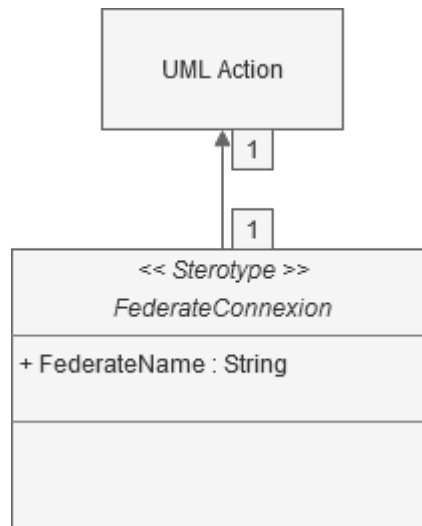 UML Action
1
1
<< Sterotype >>
FederateConnexion
+ FederateName : String